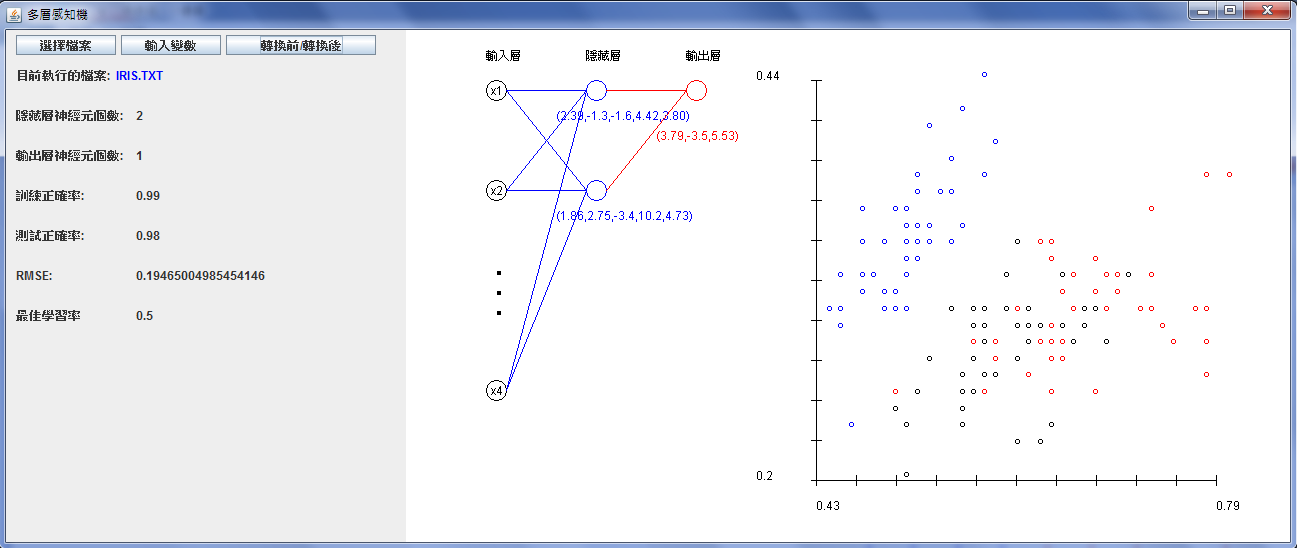 多層感知機
選擇檔案 輸入變數 轉換前/轉換後
目前執行的檔案: IRIS.TXT
隱藏層神經元個數: 2
輸出層神經元個數: 1
訓練正確率: 0.99
測試正確率: 0.98
RMSE: 0.19465004985454146
最佳學習率 0.5
輸入層 隱藏層 輸出層
x1
(2.39,-1.3,-1.6,4.42,3.80)
(3.79,-3.5,5.53)
x2
(1.86,2.75,-3.4,10.2,4.73)
x4
0.44
0.2
0.43 0.79